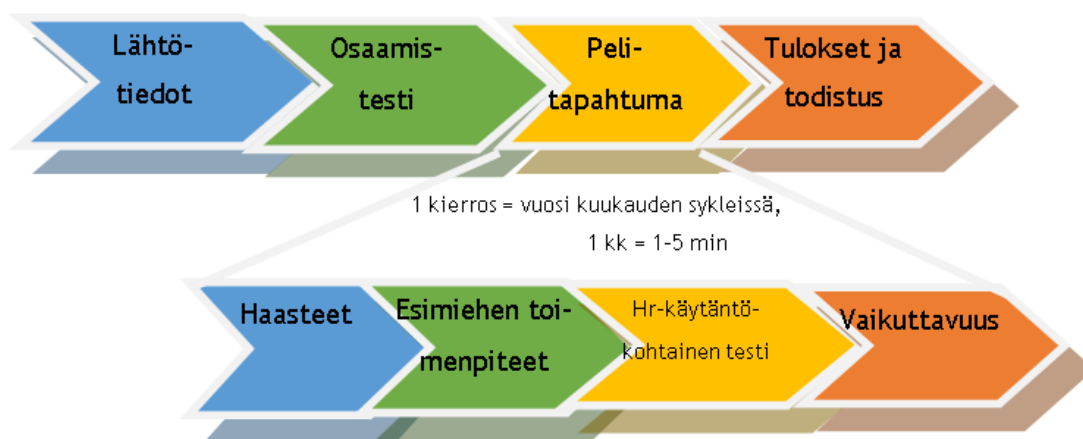 Lähtö-
tiedot
Osaamis-
testi
Peli-
tapahtuma
Tulokset ja
todistus
1 kierros = vuosi kuukauden sykleissä,
1 kk = 1-5 min
Haasteet
Esimiehen toi-
menpiteet
Hr-käytäntö-
kohtainen testi
Vaikuttavuus